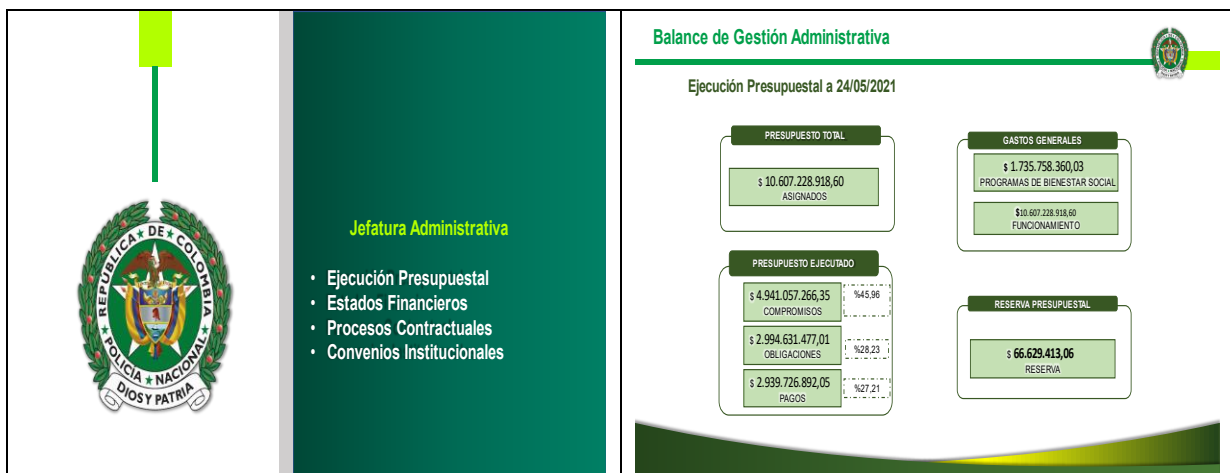 REPÚBLICA DE COLOMBIA
POLICIA NACIONAL
DIOS Y PATRIA
Jefatura Administrativa
• Ejecución Presupuestal
• Estados Financieros
• Procesos Contractuales
• Convenios Institucionales
Balance de Gestión Administrativa
Ejecución Presupuestal a 24/05/2021
PRESUPUESTO TOTAL
$ 10.607.228.918,60
ASIGNADOS
GASTOS GENERALES
$ 1.735.758.360,03
PROGRAMAS DE BIENESTAR SOCIAL
$10.607.228.918,60
FUNCIONAMIENTO
PRESUPUESTO EJECUTADO
$ 4.941.057.266,35
COMPROMISOS
%45,96
$ 2.994.631.477,01
OBLIGACIONES
%28,23
$ 2.939.726.892,05
PAGOS
%27,21
RESERVA PRESUPUESTAL
$ 66.629.413,06
RESERVA